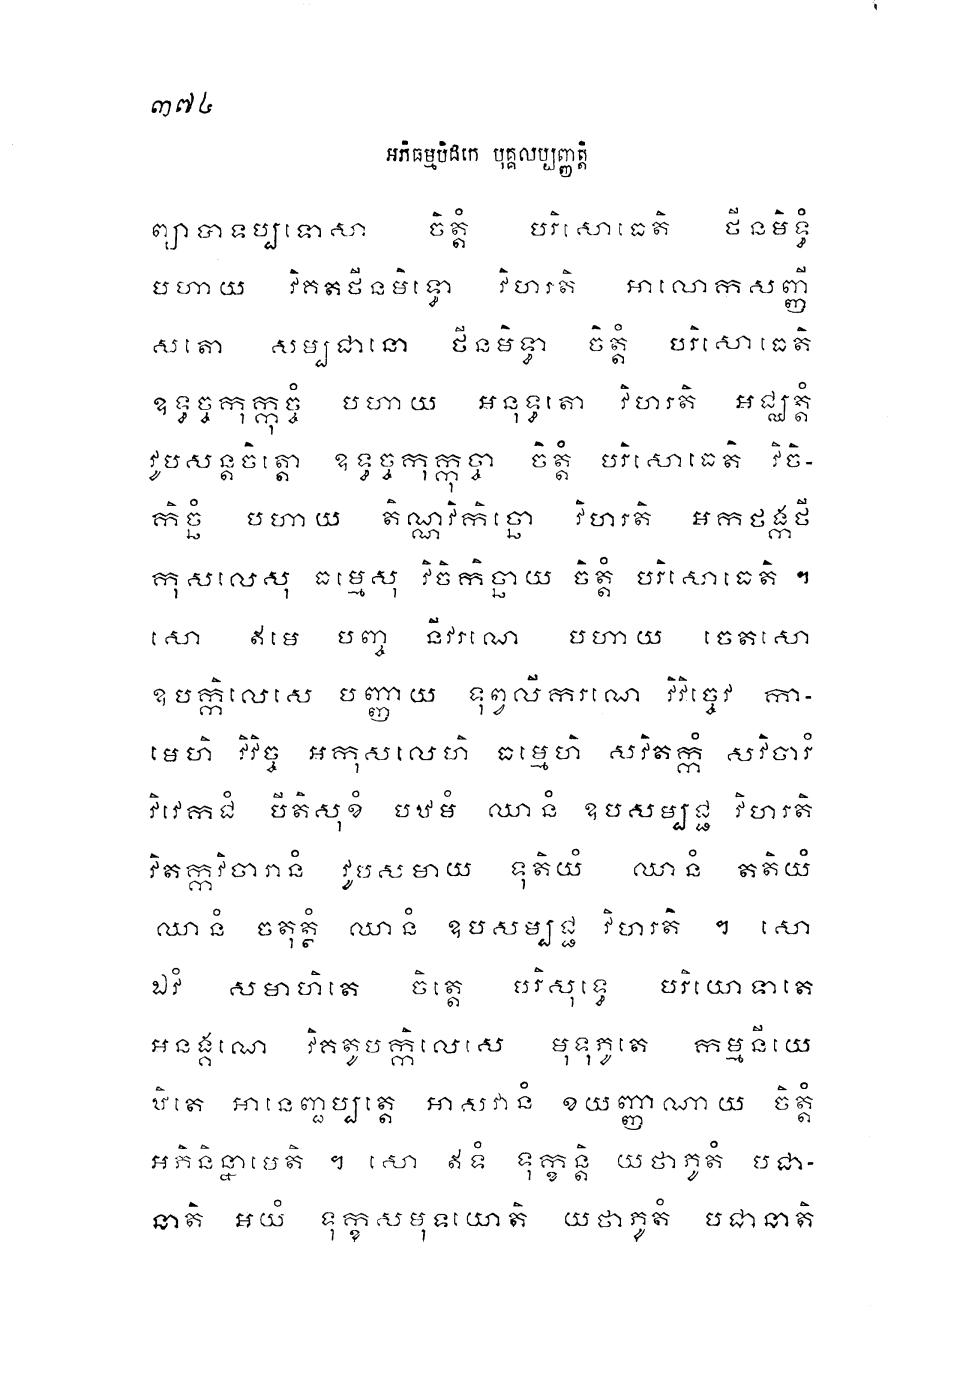 ៣៧៤
អភិធម្មបិដកេ បុគ្គលប្បញ្ញត្តិ
ព្យាបាទប្បទោសា ចិត្តំ បរិសោធេតិ ថីនមិទ្ធំ
បហាយ វិគតថីនមិទ្ធោ វិហរតិ អាលោកសញ្ញី
សតោ សម្បជានោ ថីនមិទ្ធា ចិត្តំ បរិសោធេតិ
ឧទ្ធច្ចកុក្កុច្ចំ បហាយ អនុទ្ធតោ វិហរតិ អជ្ឈត្តំ
វូបសន្តចិត្តោ ឧទ្ធច្ចកុក្កុច្ចា ចិត្តំ បរិសោធេតិ វិចិ-
កិច្ឆំ បហាយ តិណ្ណវិកិច្ឆោ វិហរតិ អកថង្កថី
កុសលេសុ ធម្មេសុ វិចិកិច្ឆាយ ចិត្តំ បរិសោធេតិ ។
សោ ឥមេ បញ្ច នីវរណេ បហាយ ចេតសោ
ឧបក្កិលេសេ បញ្ញាយ ទុព្វលីករណេ វិវិច្ចេវ កា-
មេហិ វិវិច្ច អកុសលេហិ ធម្មេហិ សវិតក្កំ សវិចារំ
វិវេកជំ បីតិសុខំ បឋមំ ឈានំ ឧបសម្បជ្ជ វិហរតិ
វិតក្កវិចារានំ វូបសមាយ ទុតិយំ ឈានំ តតិយំ
ឈានំ ចតុត្ថំ ឈានំ ឧបសម្បជ្ជ វិហរតិ ។ សោ
ឯវំ សមាហិតេ ចិត្តេ បរិសុទ្ធេ បរិយោទាតេ
អនង្គណេ វិគតូបក្កិលេសេ មុទុភូតេ កម្មនីយេ
ឋិតេ អានេញ្ជប្បត្តេ អាសវានំ ខយញ្ញាណាយ ចិត្តំ
អភិនិន្នាមេតិ ។ សោ ឥទំ ទុក្ខន្តិ យថាភូតំ បជា-
នាតិ អយំ ទុក្ខសមុទយោតិ យថាភូតំ បជានាតិ